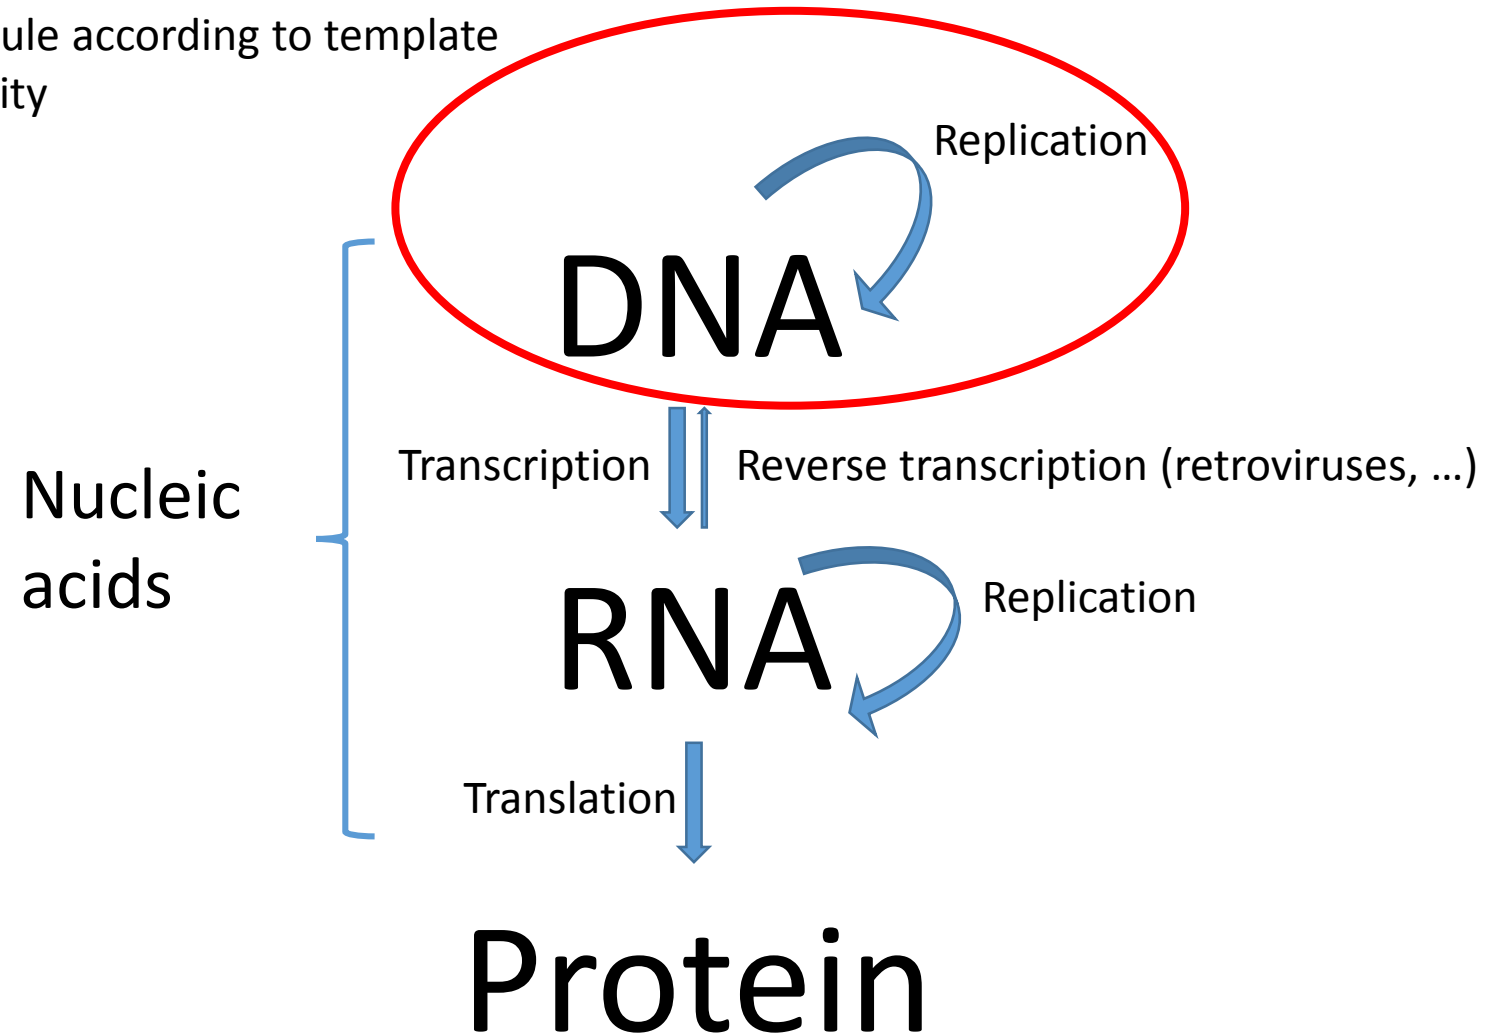 ule according to template
ity
Replication
DNA
Transcription
Reverse transcription (retroviruses, …)
Nucleic
acids
RNA
Replication
Translation
Protein